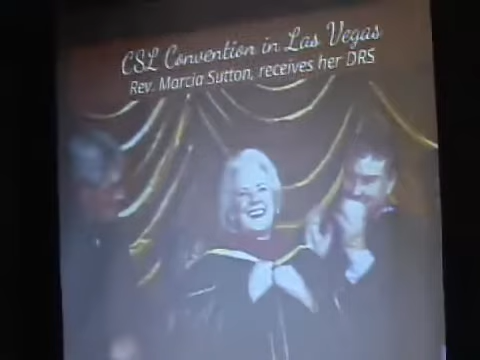 CSL Convention in Las Vegas
Rev. Marcia Sutton, receives her DRS